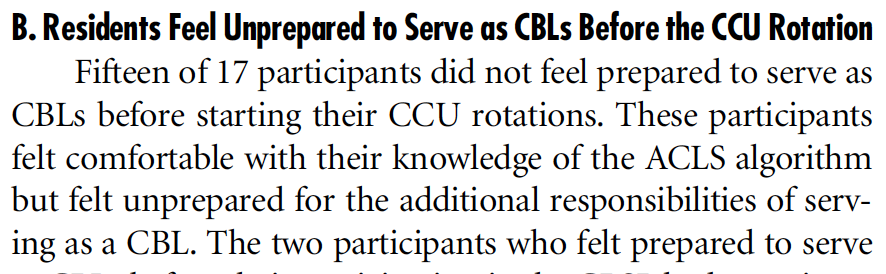 B. Residents Feel Unprepared to Serve as CBLs Before the CCU Rotation
Fifteen of 17 participants did not feel prepared to serve as
CBLs before starting their CCU rotations. These participants
felt comfortable with their knowledge of the ACLS algorithm
but felt unprepared for the additional responsibilities of serv-
ing as a CBL. The two participants who felt prepared to serve